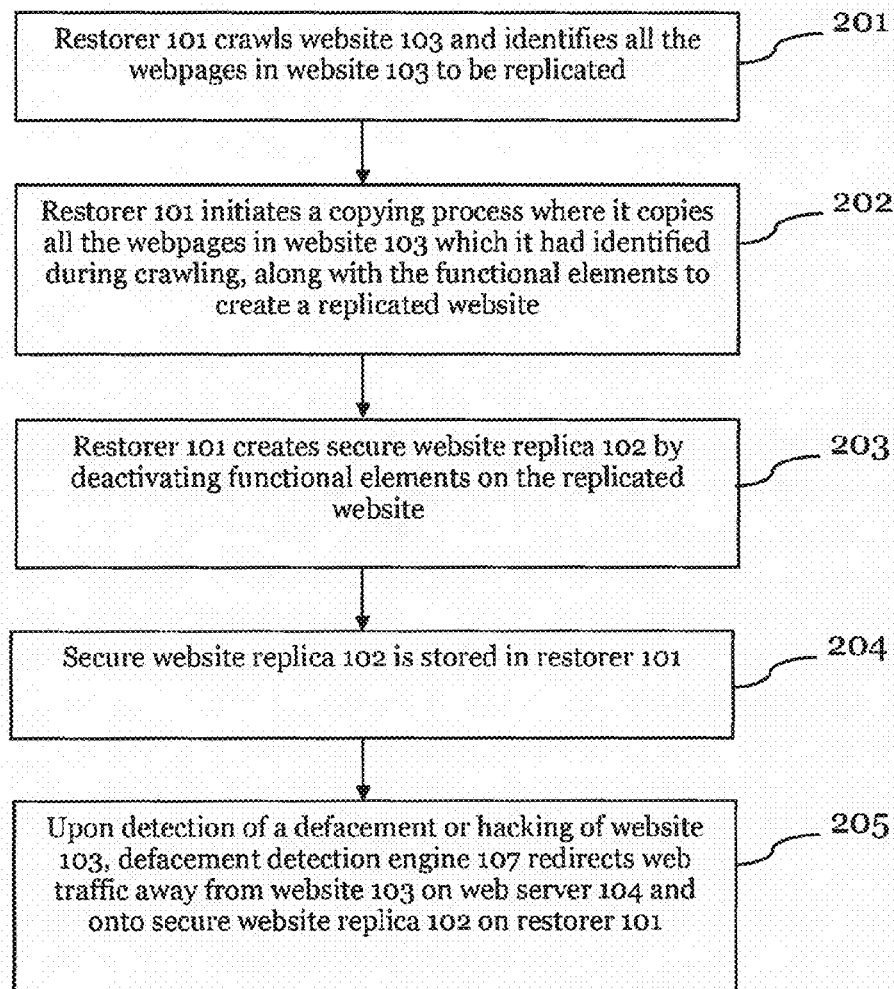 Restorer 101 crawls website 103 and identifies all the
webpages in website 103 to be replicated
201
Restorer 101 initiates a copying process where it copies
all the webpages in website 103 which it had identified
during crawling, along with the functional elements to
create a replicated website
202
Restorer 101 creates secure website replica 102 by
deactivating functional elements on the replicated
website
203
Secure website replica 102 is stored in restorer 101
204
Upon detection of a defacement or hacking of website
103, defacement detection engine 107 redirects web
traffic away from website 103 on web server 104 and
onto secure website replica 102 on restorer 101
205